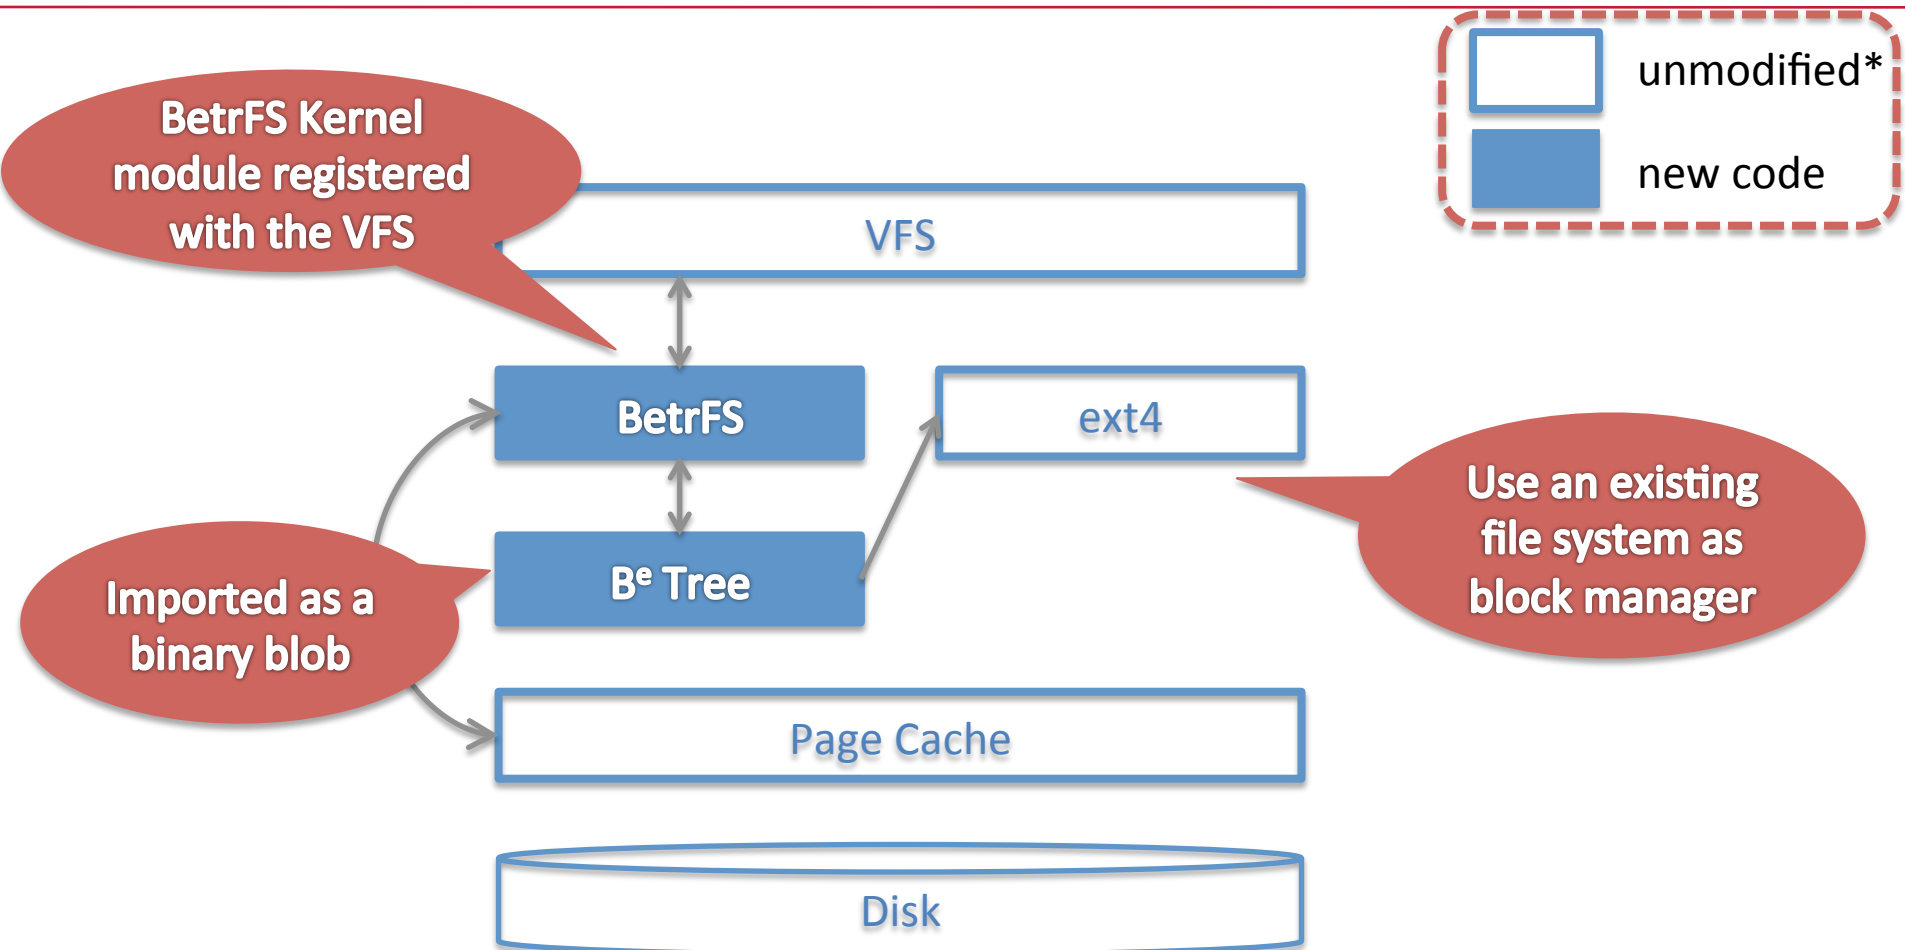 unmodified*
new code
BetrFS Kernel
module registered
with the VFS
VFS
BetrFS
ext4
Use an existing
file system as
block manager
Bᵉ Tree
Imported as a
binary blob
Page Cache
Disk